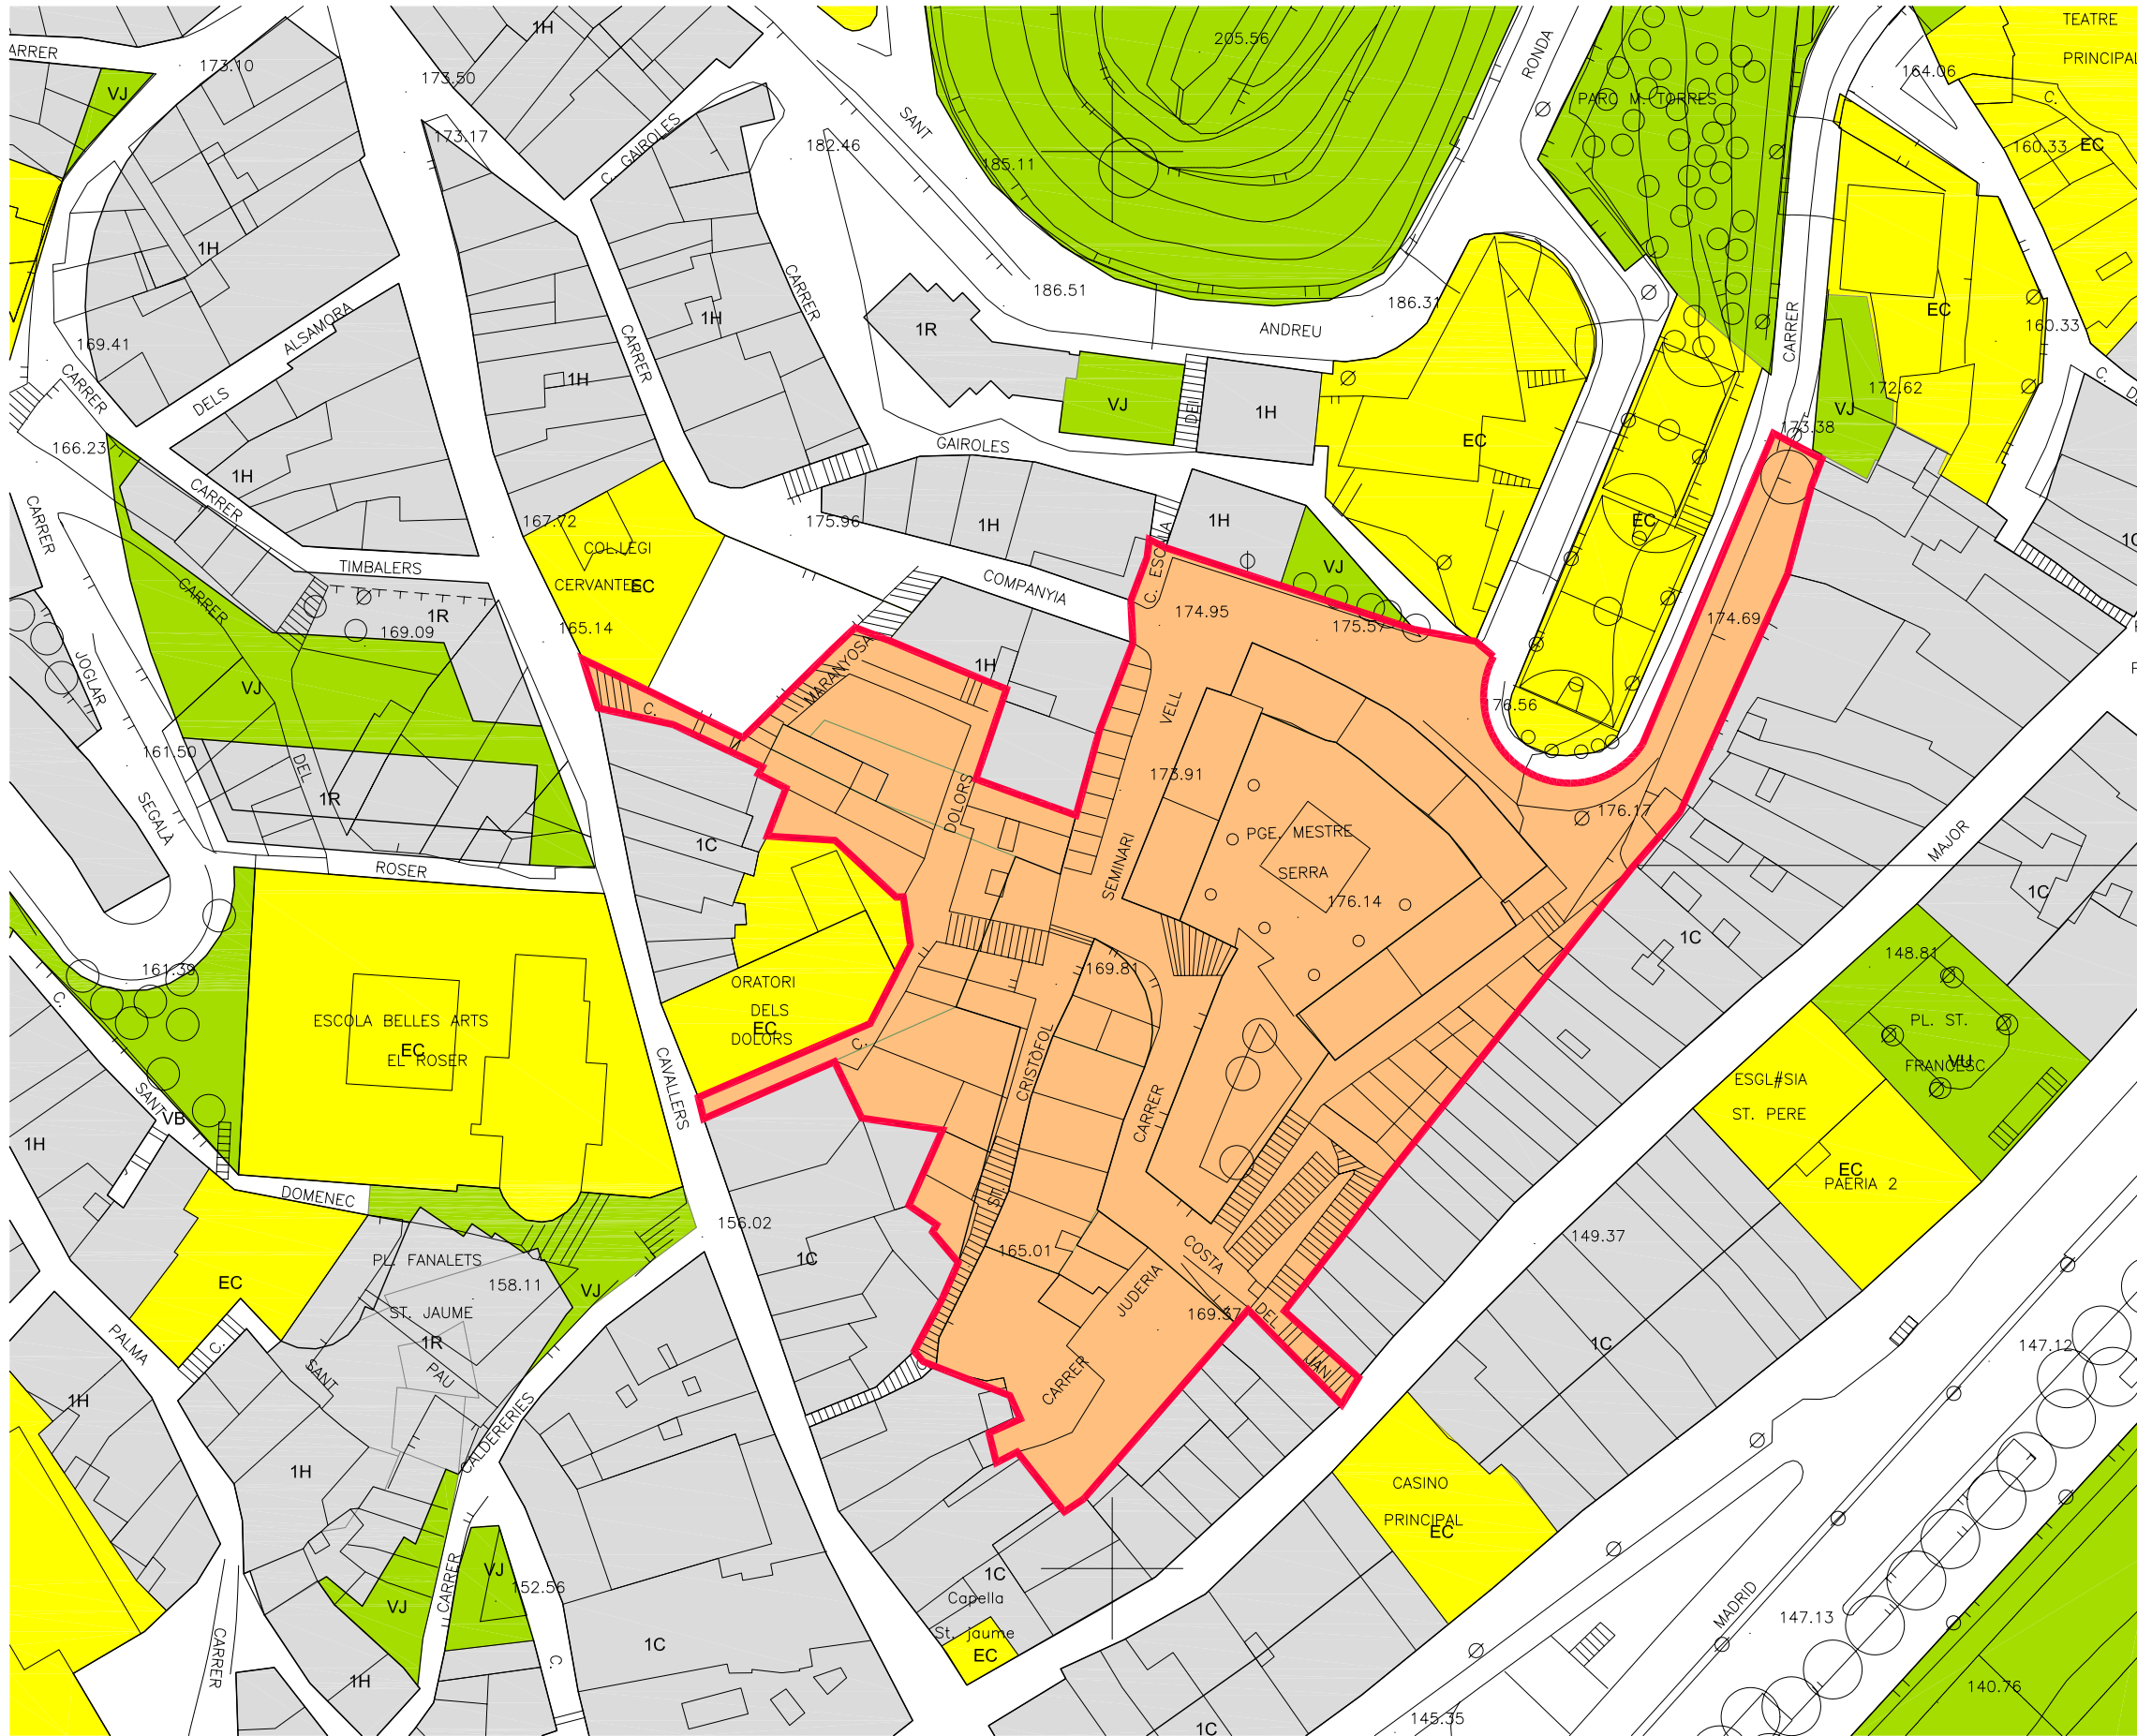 TEATRE
PRINCIPAL
ARRER
173.10
173.50
1H
205.56
RONDA
164.06
VJ
PARC M. TORRES
C.
173.17
C. GAIROLES
182.46
SANT
185.11
160.33
EC
1H
CARRER
186.51
186.31
EC
160.33
169.41
ALSAMORA
CARRER
1H
1R
ANDREU
CARRER
CARRER
DELS
1H
VJ
DEL
1H
172.62
VJ
C.
166.23
1H
GAIROLES
EC
173.38
CARRER
CARRER
167.72
175.96
1H
1H
EC
1C
COL.LEGI
CERVANTES
EC
TIMBALERS
COMPANYIA
C. ESCALA
VJ
CARRER
1R
169.09
165.14
174.95
175.57
174.69
JOGLAR
VJ
C.
MARANYOSA
1H
VELL
176.56
161.50
DEL
1R
173.91
176.17
SEGALÀ
1C
DOLORS
PGE. MESTRE
SERRA
MAJOR
ROSER
SEMINARI
176.14
1C
1C
161.39
C.
ORATORI
DELS
EC
DOLORS
169.81
148.81
ESCOLA BELLES ARTS
EC
EL ROSER
CAVALLERS
C.
CRISTÒFOL
PL. ST.
VU
FRANCESC
ESGL#SIA
ST. PERE
SANT
VB
1H
CARRER
EC
PAERIA 2
DOMENEC
ST.
156.02
149.37
PL. FANALETS
1C
165.01
COSTA
EC
158.11
VJ
JUDERIA
ST. JAUME
1R
169.37
DEL
PALMA
C.
147.12
1C
SANT
PAU
C.
CARRER
JAN
1H
CALDERERIES
1H
CASINO
PRINCIPAL
EC
VJ
152.56
1C
Capella
CARRER
VJ
MADRID
147.13
St. jaume
EC
CARRER
1C
C.
1H
140.76
1C
145.35